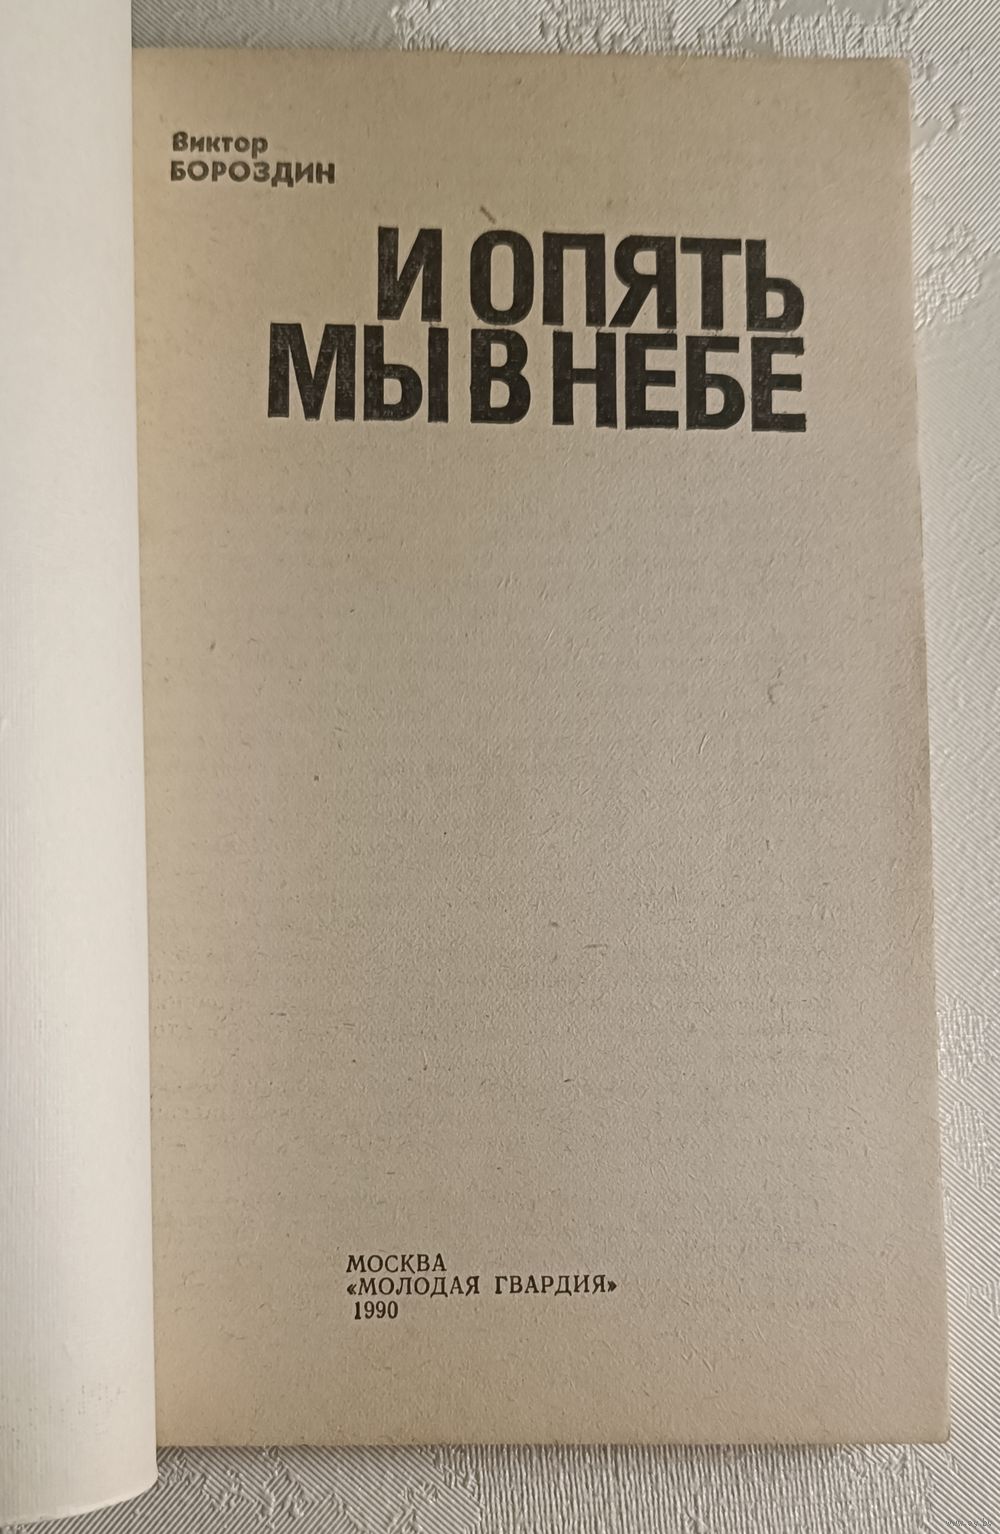 Виктор
БОРОЗДИН
И ОПЯТЬ
МЫ В НЕБЕ
МОСКВА
«МОЛОДАЯ ГВАРДИЯ»
1990